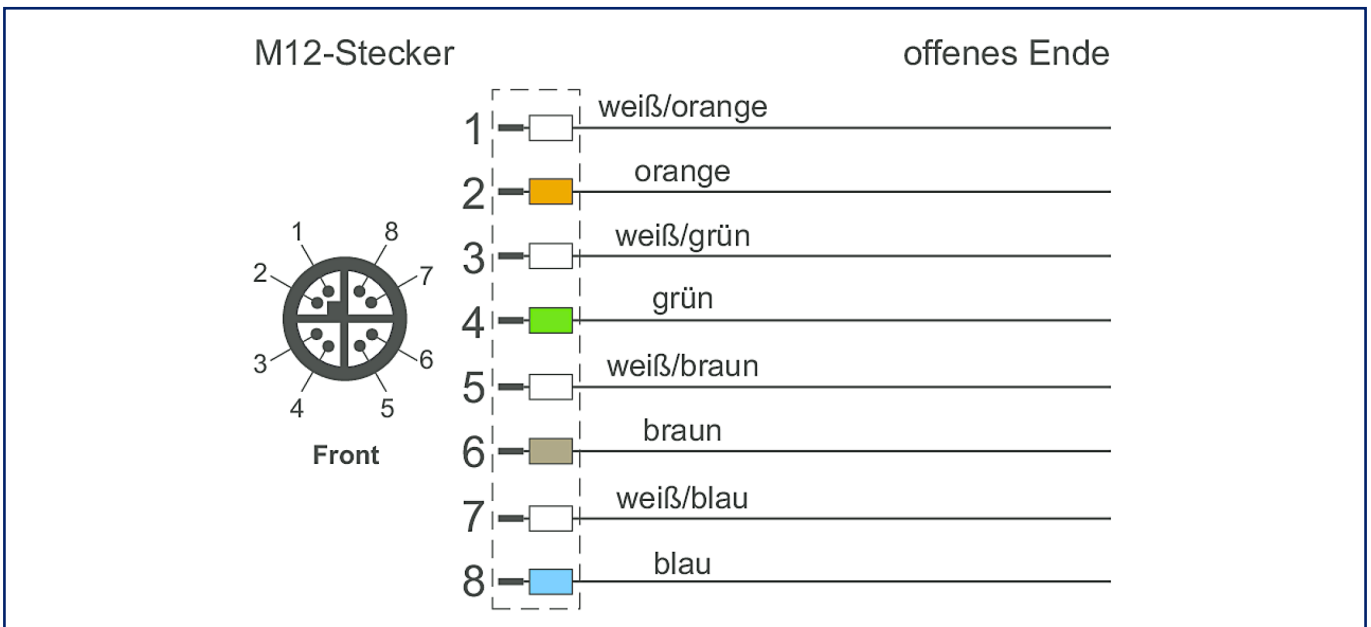 M12-Stecker offenes Ende
1 weiß/orange
2 orange
3 weiß/grün
4 grün
5 weiß/braun
6 braun
7 weiß/blau
8 blau
1 8
2 7
3 6
4 5
Front